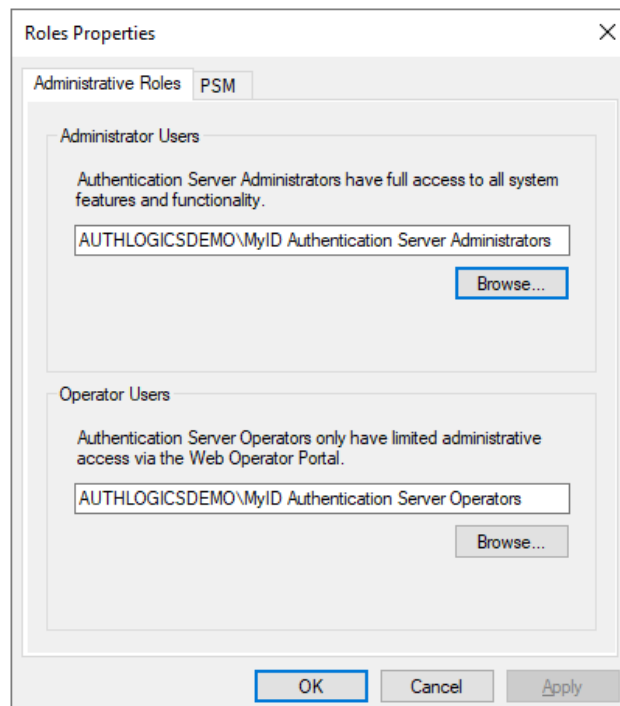 Roles Properties
Administrative Roles
PSM
Administrator Users
Authentication Server Administrators have full access to all system
features and functionality.
AUTHLOGICSDEMO\MyID Authentication Server Administrators
Browse...
Operator Users
Authentication Server Operators only have limited administrative
access via the Web Operator Portal.
AUTHLOGICSDEMO\MyID Authentication Server Operators
Browse...
OK
Cancel
Apply